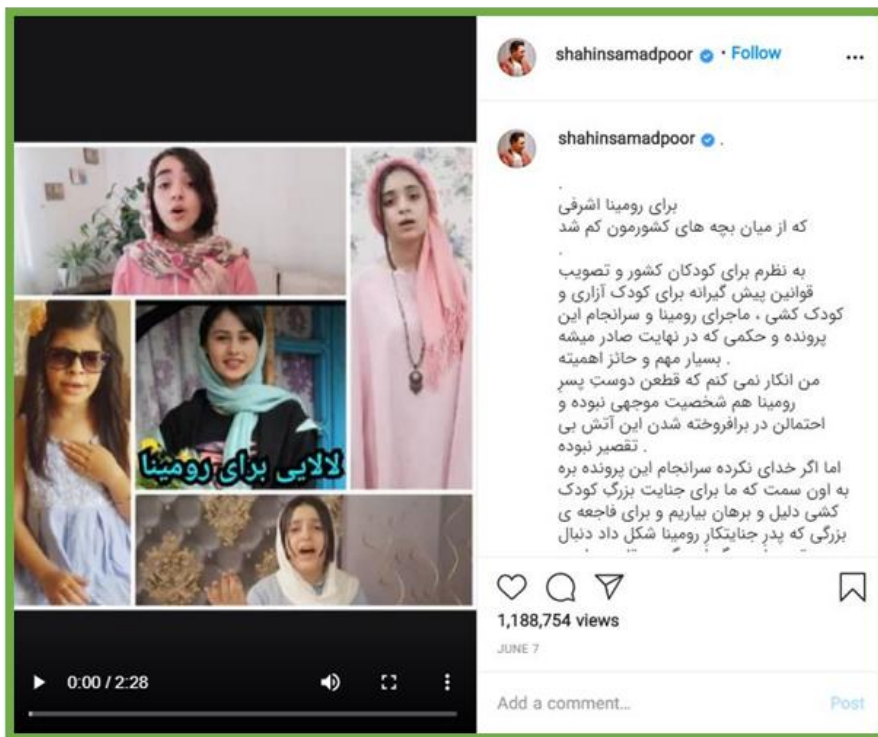 shahinsamadpoor • Follow
shahinsamadpoor .
.
برای رومینا اشرفی
که از میان بچه های کشورمون کم شد
.
به نظرم برای کودکان کشور و تصویب
قوانین پیش گیرانه برای کودک آزاری و
کودک کشی ، ماجرای رومینا و سرانجام این
پرونده و حکمی که در نهایت صادر میشه
بسیار مهم و حائز اهمیته .
من انکار نمی کنم که قطعن دوستِ پسرِ
رومینا هم شخصیت موجهی نبوده و
احتمالن در برافروخته شدن این آتش بی
تقصیر نبوده .
اما اگر خدای نکرده سرانجام این پرونده بره
به اون سمت که ما برای جنایت بزرگِ کودک
کشی دلیل و برهان بیاریم و برای فاجعه ی
بزرگی که پدرِ جنایتکارِ رومینا شکل داد دنبال
لالایی برای رومینا
1,188,754 views
JUNE 7
0:00 / 2:28
Add a comment...
Post